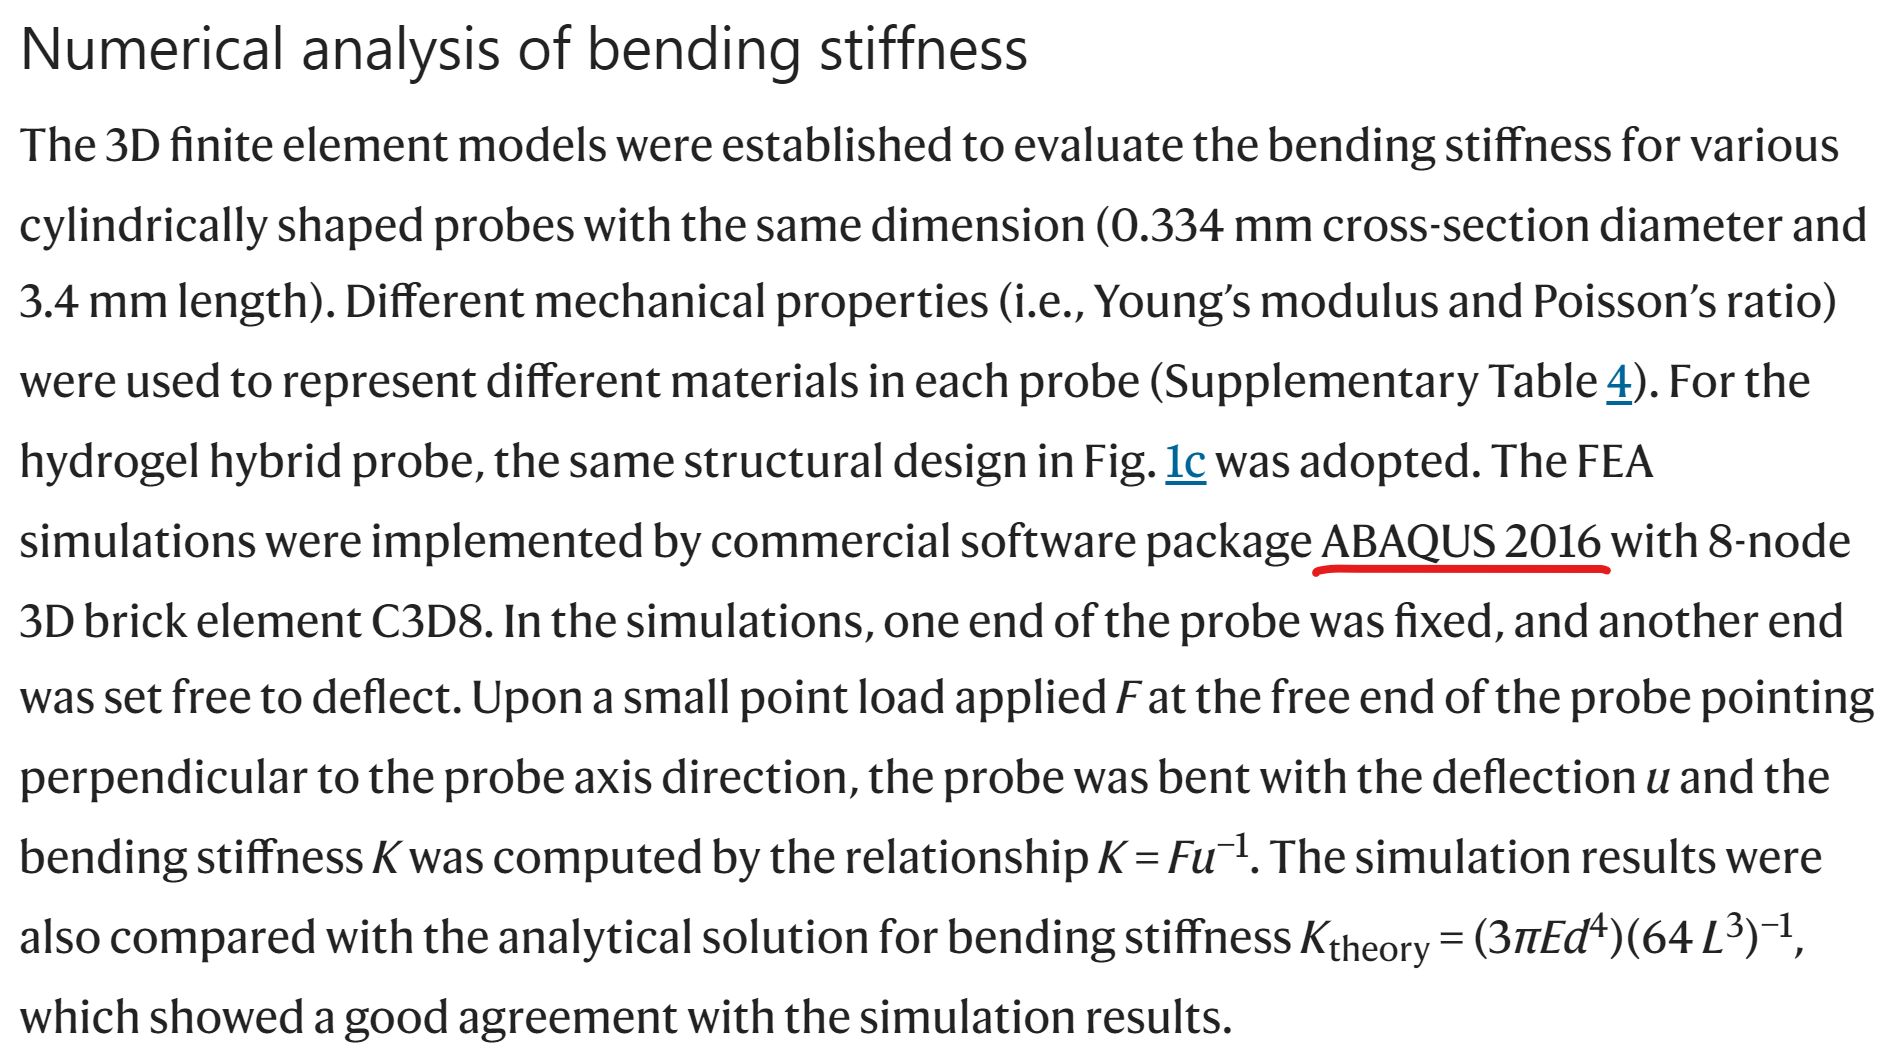 Numerical analysis of bending stiffness
The 3D finite element models were established to evaluate the bending stiffness for various
cylindrically shaped probes with the same dimension (0.334 mm cross-section diameter and
3.4 mm length). Different mechanical properties (i.e., Young’s modulus and Poisson’s ratio)
were used to represent different materials in each probe (Supplementary Table 4). For the
hydrogel hybrid probe, the same structural design in Fig. 1c was adopted. The FEA
simulations were implemented by commercial software package ABAQUS 2016 with 8-node
3D brick element C3D8. In the simulations, one end of the probe was fixed, and another end
was set free to deflect. Upon a small point load applied F at the free end of the probe pointing
perpendicular to the probe axis direction, the probe was bent with the deflection u and the
bending stiffness K was computed by the relationship K = Fu⁻¹. The simulation results were
also compared with the analytical solution for bending stiffness K_theory = (3πEd⁴)(64 L³)⁻¹,
which showed a good agreement with the simulation results.